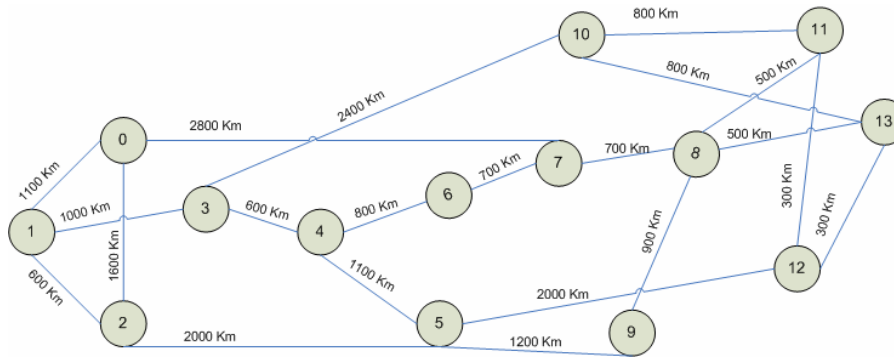 800 Km
10
11
800 Km
500 Km
2400 Km
13
0
2800 Km
500 Km
8
700 Km
7
1100 Km
700 Km
6
3
1000 Km
800 Km
600 Km
1
4
300 Km
300 Km
900 Km
1600 Km
600 Km
1100 Km
12
2000 Km
2
5
9
2000 Km
1200 Km